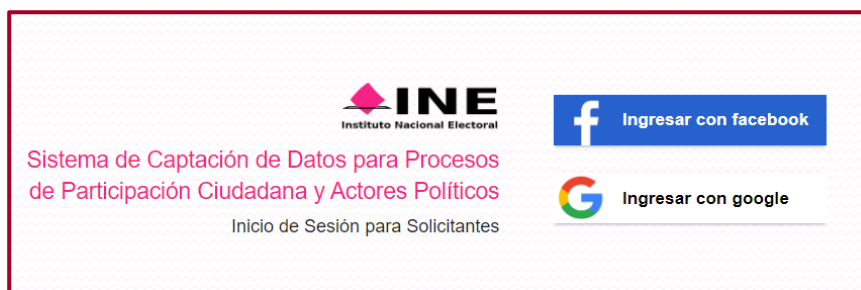 INE
Instituto Nacional Electoral
Sistema de Captación de Datos para Procesos
de Participación Ciudadana y Actores Políticos
Inicio de Sesión para Solicitantes
Ingresar con facebook
Ingresar con google